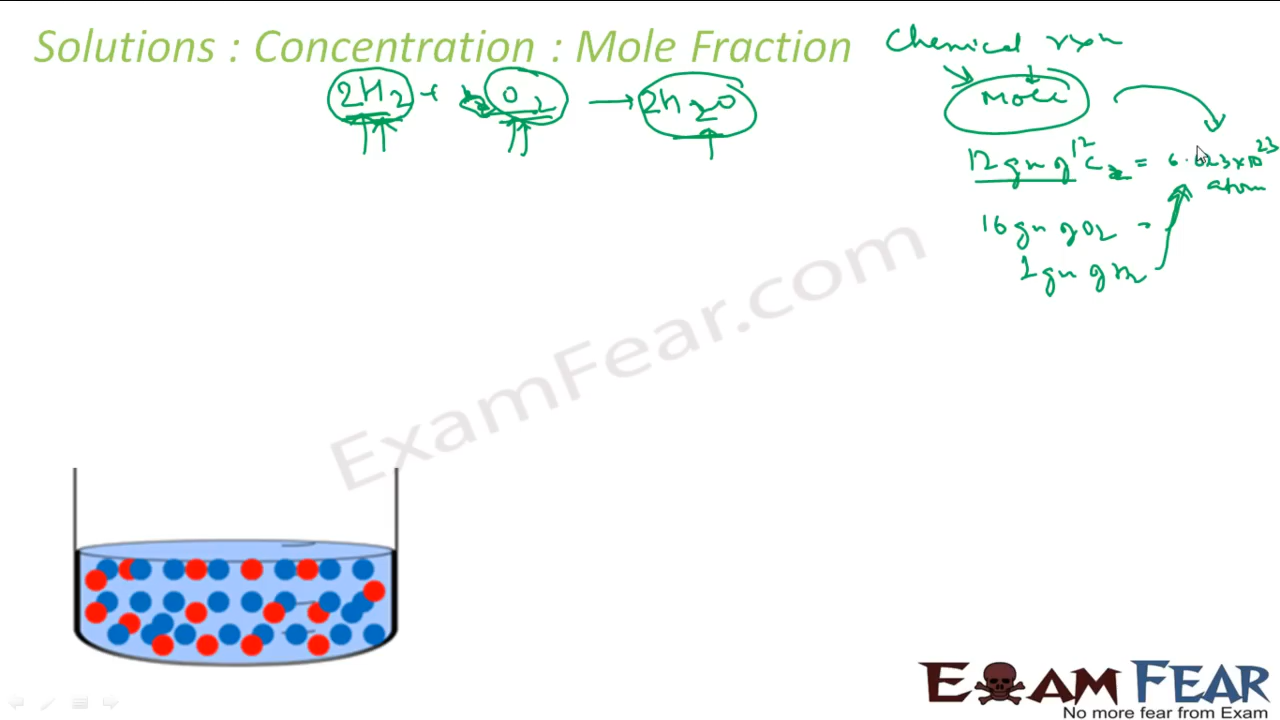 Solutions : Concentration : Mole Fraction
Chemical rxn
2H2 + O2 → 2H2O
Mole
12 gm of 12C = 6.023×10^23
atom
16 gm of O2 =
2 gm of H2
ExamFear.com
EXAM FEAR
No more fear from Exam